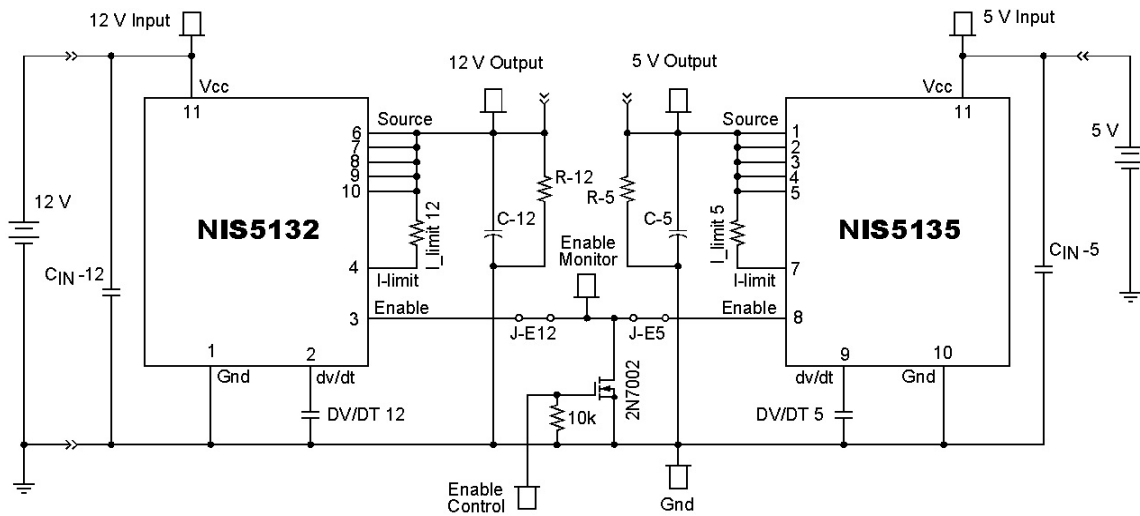 12 V Input
5 V Input
12 V Output
5 V Output
Vcc
11
Vcc
11
Source
6
7
8
9
10
Source
1
2
3
4
5
12 V
5 V
NIS5132
NIS5135
R-12
R-5
C-12
C-5
I_limit 12
I_limit 5
CIN -12
CIN -5
4
I-limit
Enable
Monitor
I-limit
7
3
Enable
J-E12
J-E5
Enable
8
1
Gnd
2
dv/dt
9
dv/dt
10
Gnd
DV/DT 12
10k
2N7002
DV/DT 5
Enable
Control
Gnd